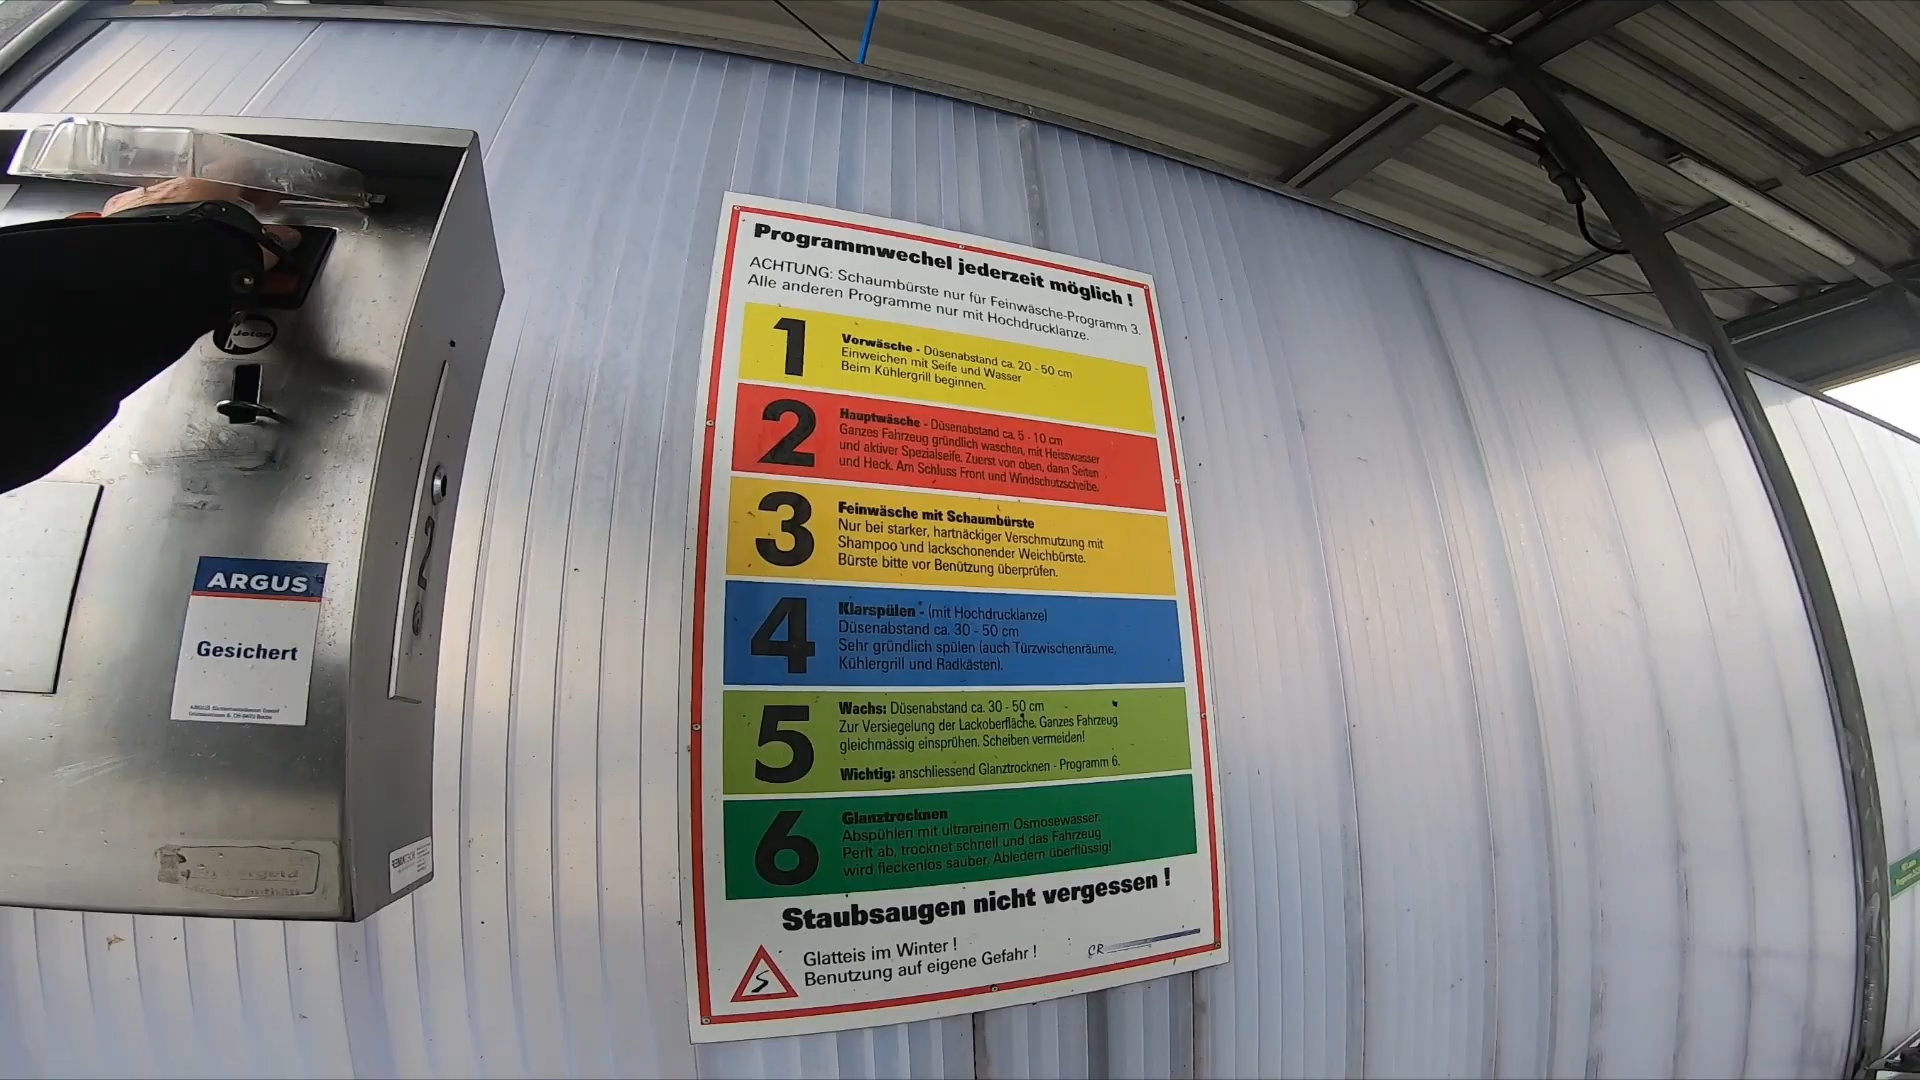 Programmwechel jederzeit möglich !
ACHTUNG: Schaumbürste nur für Feinwäsche-Programm 3.
Alle anderen Programme nur mit Hochdrucklanze.
1
Vorwäsche - Düsenabstand ca. 20 - 50 cm
Einweichen mit Seife und Wasser
Beim Kühlergrill beginnen.
2
Hauptwäsche - Düsenabstand ca. 5 - 10 cm
Ganzes Fahrzeug gründlich waschen, mit Heisswasser
und aktiver Spezialseife. Zuerst von oben, dann Seiten
und Heck. Am Schluss Front und Windschutzscheibe.
3
Feinwäsche mit Schaumbürste
Nur bei starker, hartnäckiger Verschmutzung mit
Shampoo und lackschonender Weichbürste.
Bürste bitte vor Benützung überprüfen.
4
Klarspülen - (mit Hochdrucklanze)
Düsenabstand ca. 30 - 50 cm
Sehr gründlich spülen (auch Türzwischenräume,
Kühlergrill und Radkästen).
5
Wachs: Düsenabstand ca. 30 - 50 cm
Zur Versiegelung der Lackoberfläche. Ganzes Fahrzeug
gleichmässig einsprühen. Scheiben vermeiden!
Wichtig: anschliessend Glanztrocknen - Programm 6.
6
Glanztrocknen
Abspühlen mit ultrareinem Osmosewasser.
Perlt ab, trocknet schnell und das Fahrzeug
wird fleckenlos sauber. Abledern überflüssig!
Staubsaugen nicht vergessen !
Glatteis im Winter !
Benutzung auf eigene Gefahr !
CR
Jeton
ARGUS
Gesichert